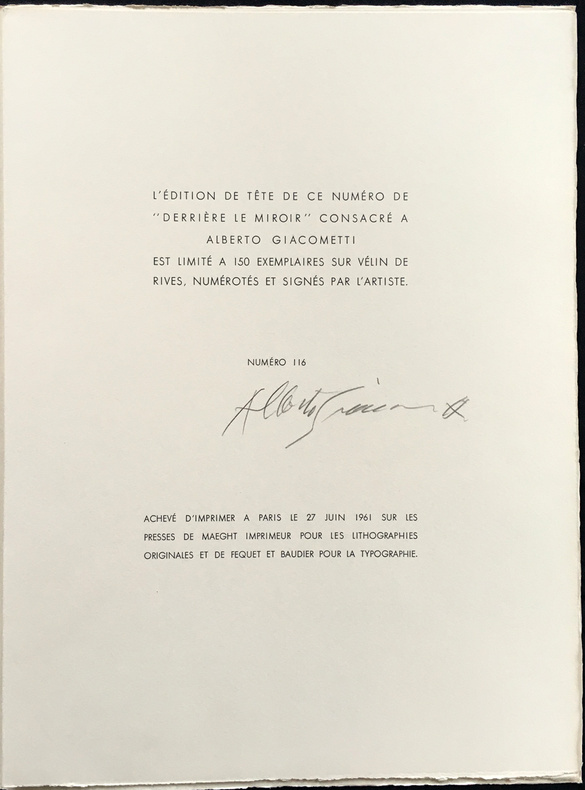 L'ÉDITION DE TÊTE DE CE NUMÉRO DE
"DERRIÈRE LE MIROIR" CONSACRÉ A
ALBERTO GIACOMETTI
EST LIMITÉ A 150 EXEMPLAIRES SUR VÉLIN DE
RIVES, NUMÉROTÉS ET SIGNÉS PAR L'ARTISTE.
NUMÉRO 116
Alberto Giacometti
ACHEVÉ D'IMPRIMER A PARIS LE 27 JUIN 1961 SUR LES
PRESSES DE MAEGHT IMPRIMEUR POUR LES LITHOGRAPHIES
ORIGINALES ET DE FEQUET ET BAUDIER POUR LA TYPOGRAPHIE.